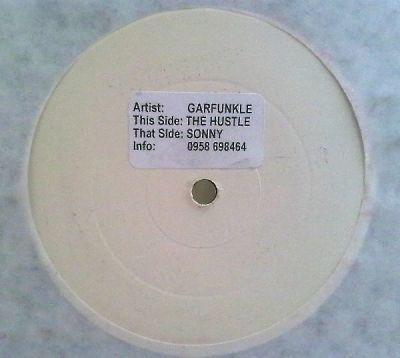 Artist: GARFUNKLE
This Side: THE HUSTLE
That SIde: SONNY
Info: 0958 698464